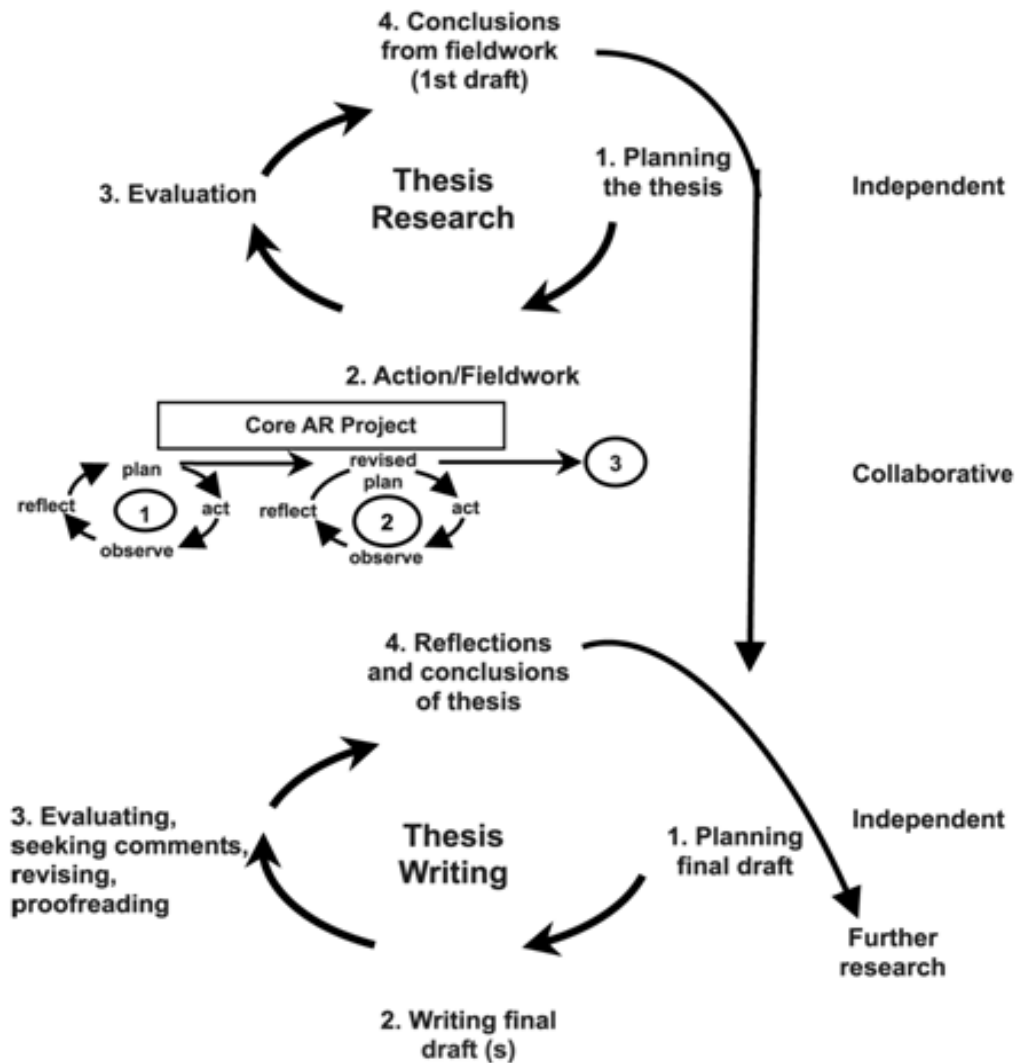 4. Conclusions
from fieldwork
(1st draft)
1. Planning
the thesis
Thesis
Research
3. Evaluation
Independent
2. Action/Fieldwork
Core AR Project
plan
reflect
1
act
observe
revised
plan
reflect
2
act
observe
3
Collaborative
4. Reflections
and conclusions
of thesis
3. Evaluating,
seeking comments,
revising,
proofreading
Thesis
Writing
1. Planning
final draft
Independent
Further
research
2. Writing final
draft (s)